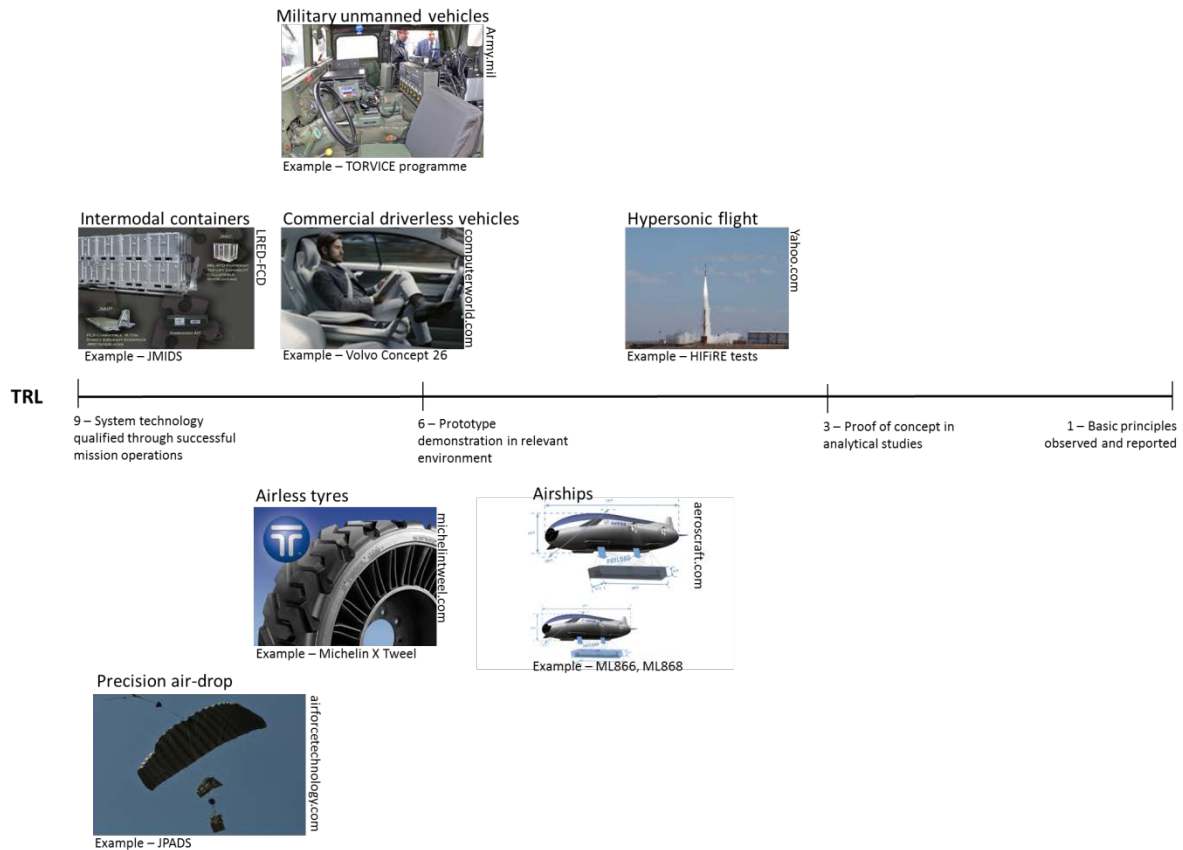 Military unmanned vehicles
Army.mil
Example – TORVICE programme
Intermodal containers
LRED-FCD
Example – JMIDS
Commercial driverless vehicles
computerworld.com
Example – Volvo Concept 26
Hypersonic flight
Yahoo.com
Example – HIFiRE tests
TRL
9 – System technology
qualified through successful
mission operations
6 – Prototype
demonstration in relevant
environment
3 – Proof of concept in
analytical studies
1 – Basic principles
observed and reported
Airless tyres
michelintweel.com
Example – Michelin X Tweel
Airships
aeroscraft.com
PAYLOAD
Example – ML866, ML868
Precision air-drop
airforcetechnology.com
Example – JPADS